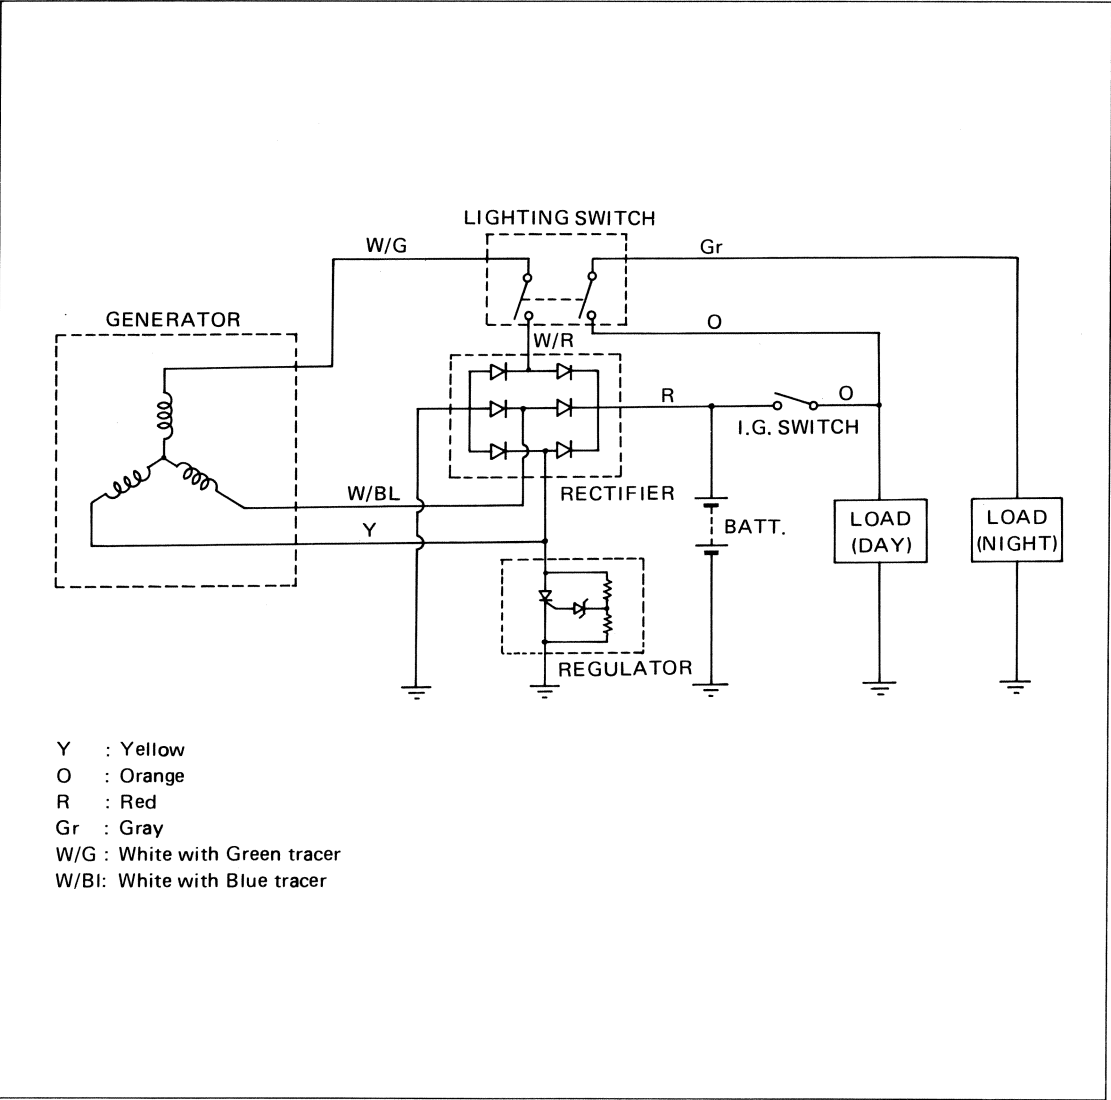 LIGHTING SWITCH
W/G
Gr
GENERATOR
O
W/R
R
O
I.G. SWITCH
W/BL
RECTIFIER
Y
BATT.
LOAD
(DAY)
LOAD
(NIGHT)
REGULATOR
Y : Yellow
O : Orange
R : Red
Gr : Gray
W/G : White with Green tracer
W/Bl: White with Blue tracer